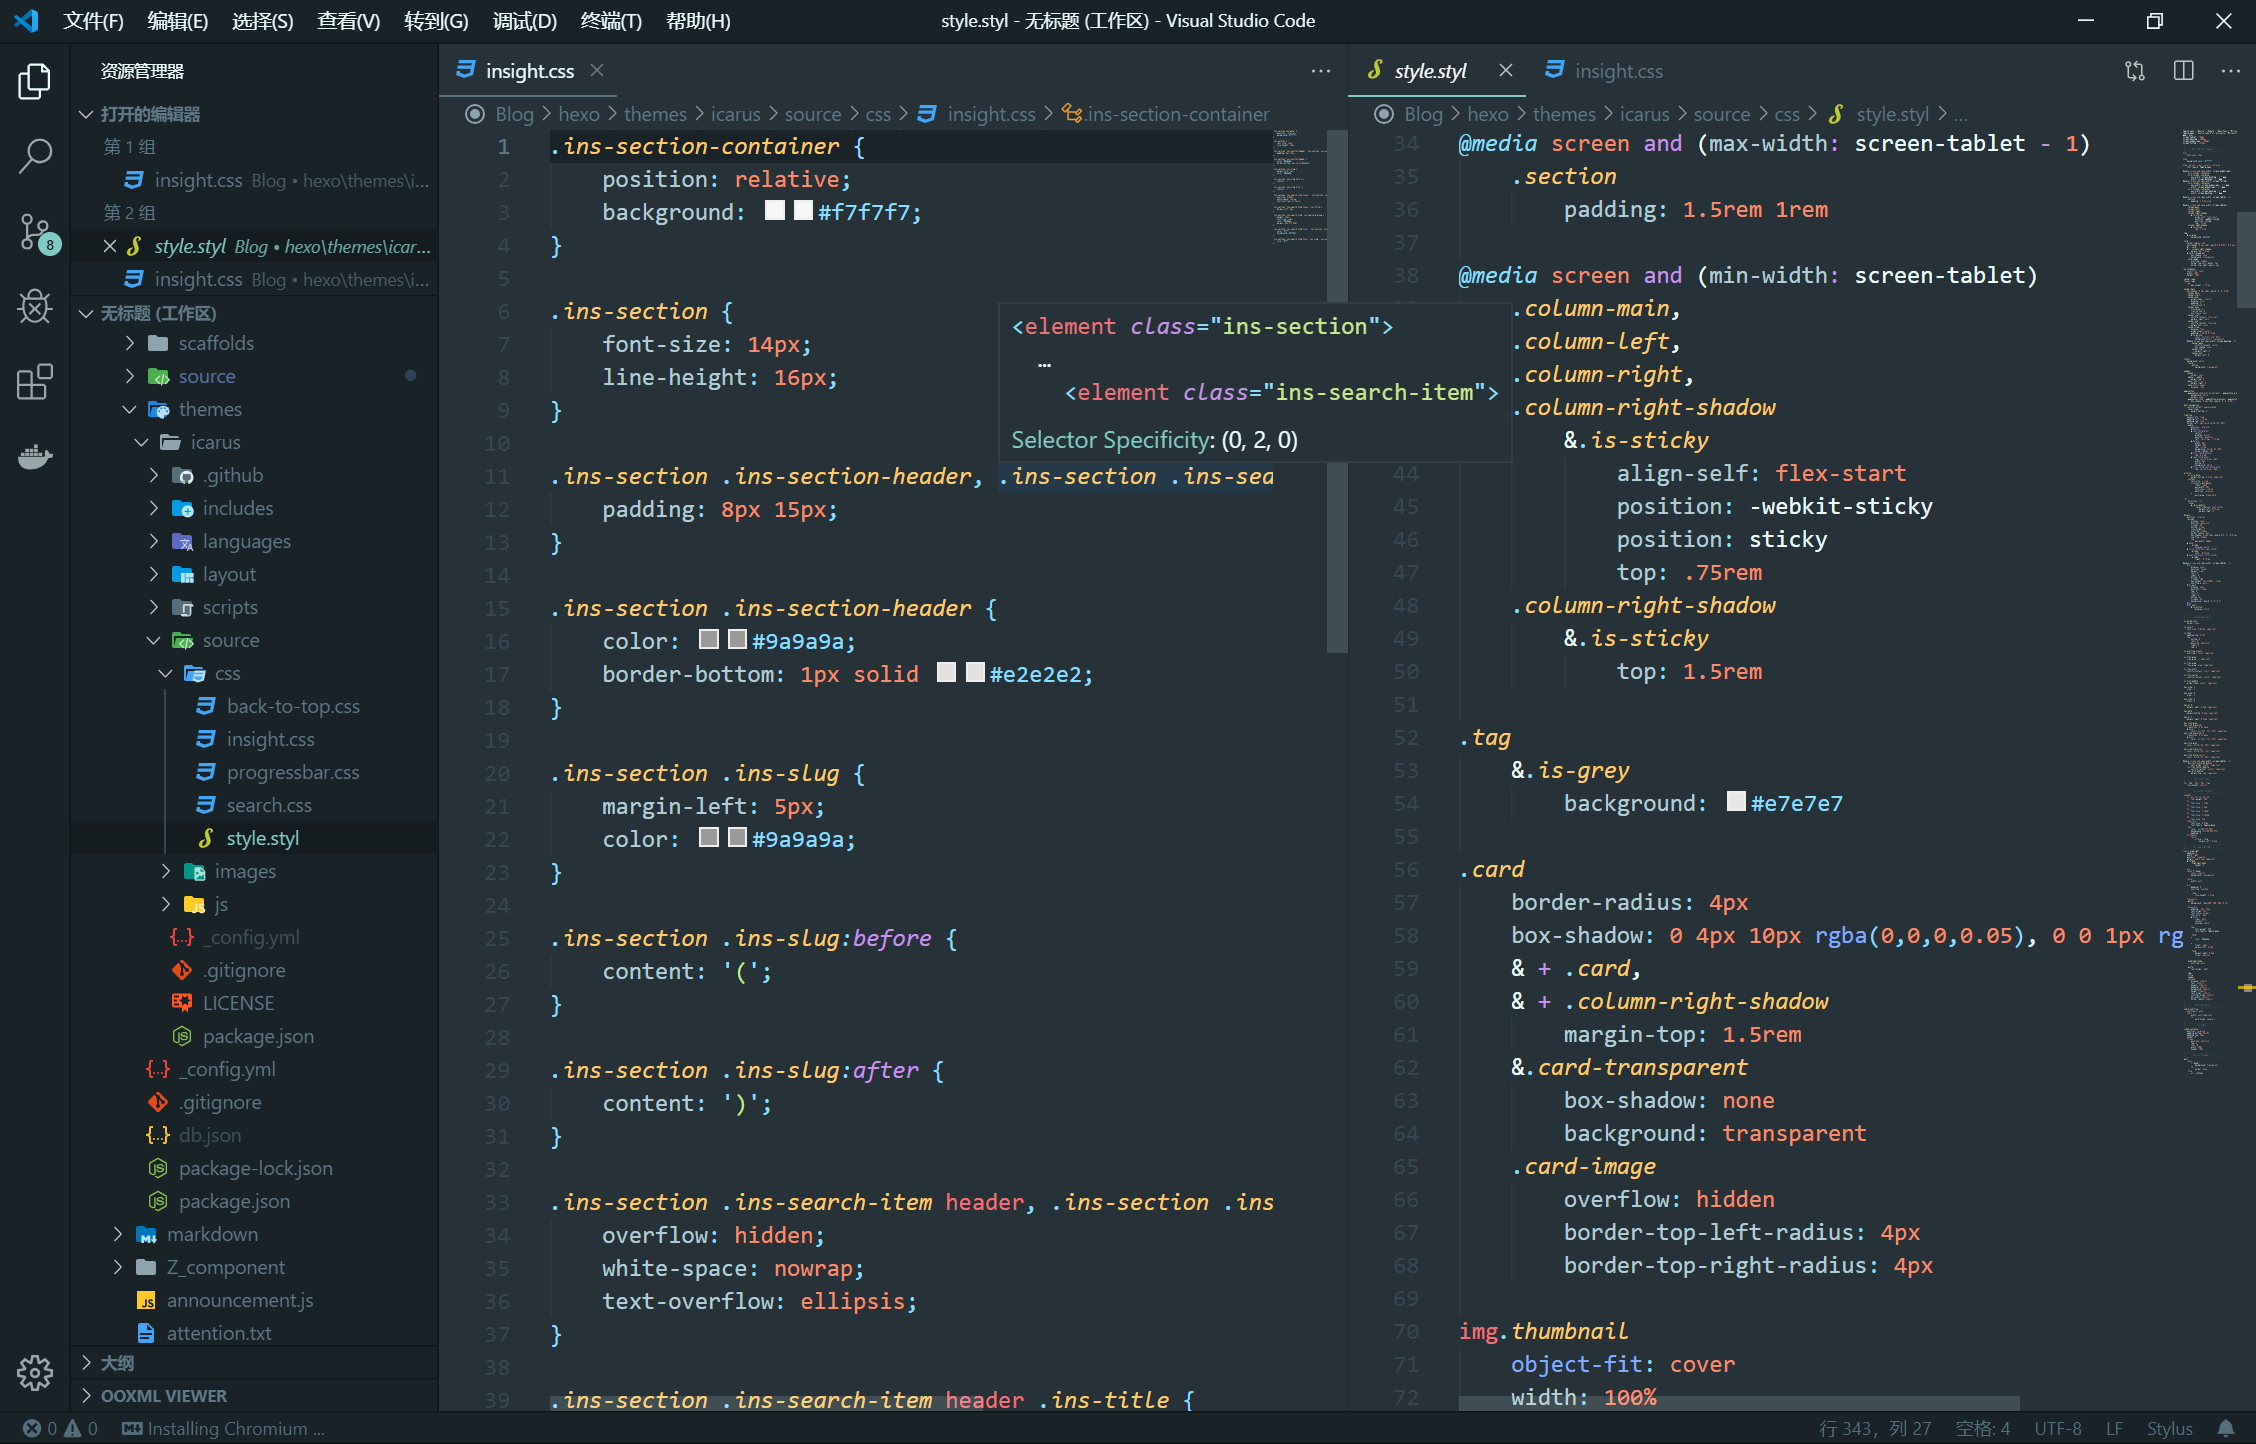 文件(F) 编辑(E) 选择(S) 查看(V) 转到(G) 调试(D) 终端(T) 帮助(H) style.styl - 无标题 (工作区) - Visual Studio Code
资源管理器
打开的编辑器
第 1 组
insight.css Blog • hexo\themes\i...
第 2 组
style.styl Blog • hexo\themes\icar...
insight.css Blog • hexo\themes\i...
无标题 (工作区)
scaffolds
source
themes
icarus
.github
includes
languages
layout
scripts
source
css
back-to-top.css
insight.css
progressbar.css
search.css
style.styl
images
js
_config.yml
.gitignore
LICENSE
package.json
_config.yml
.gitignore
db.json
package-lock.json
package.json
markdown
Z_component
announcement.js
attention.txt
大纲
OOXML VIEWER
8
insight.css
Blog > hexo > themes > icarus > source > css > insight.css > .ins-section-container
1 .ins-section-container {
2 position: relative;
3 background: #f7f7f7;
4 }
5
6 .ins-section {
7 font-size: 14px;
8 line-height: 16px;
9 }
10
11 .ins-section .ins-section-header, .ins-section .ins-sea
12 padding: 8px 15px;
13 }
14
15 .ins-section .ins-section-header {
16 color: #9a9a9a;
17 border-bottom: 1px solid #e2e2e2;
18 }
19
20 .ins-section .ins-slug {
21 margin-left: 5px;
22 color: #9a9a9a;
23 }
24
25 .ins-section .ins-slug:before {
26 content: '(';
27 }
28
29 .ins-section .ins-slug:after {
30 content: ')';
31 }
32
33 .ins-section .ins-search-item header, .ins-section .ins
34 overflow: hidden;
35 white-space: nowrap;
36 text-overflow: ellipsis;
37 }
38
39 .ins-section .ins-search-item header .ins-title {
<element class="ins-section">
…
<element class="ins-search-item">
Selector Specificity: (0, 2, 0)
style.styl insight.css
Blog > hexo > themes > icarus > source > css > style.styl > ...
34 @media screen and (max-width: screen-tablet - 1)
35 .section
36 padding: 1.5rem 1rem
37
38 @media screen and (min-width: screen-tablet)
.column-main,
.column-left,
.column-right,
.column-right-shadow
&.is-sticky
44 align-self: flex-start
45 position: -webkit-sticky
46 position: sticky
47 top: .75rem
48 .column-right-shadow
49 &.is-sticky
50 top: 1.5rem
51
52 .tag
53 &.is-grey
54 background: #e7e7e7
55
56 .card
57 border-radius: 4px
58 box-shadow: 0 4px 10px rgba(0,0,0,0.05), 0 0 1px rg
59 & + .card,
60 & + .column-right-shadow
61 margin-top: 1.5rem
62 &.card-transparent
63 box-shadow: none
64 background: transparent
65 .card-image
66 overflow: hidden
67 border-top-left-radius: 4px
68 border-top-right-radius: 4px
69
70 img.thumbnail
71 object-fit: cover
72 width: 100%
0 0 Installing Chromium ... 行 343，列 27 空格: 4 UTF-8 LF Stylus